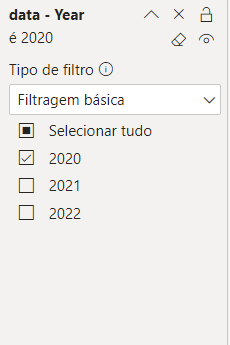 data - Year
é 2020
Tipo de filtro
Filtragem básica
Selecionar tudo
2020
2021
2022